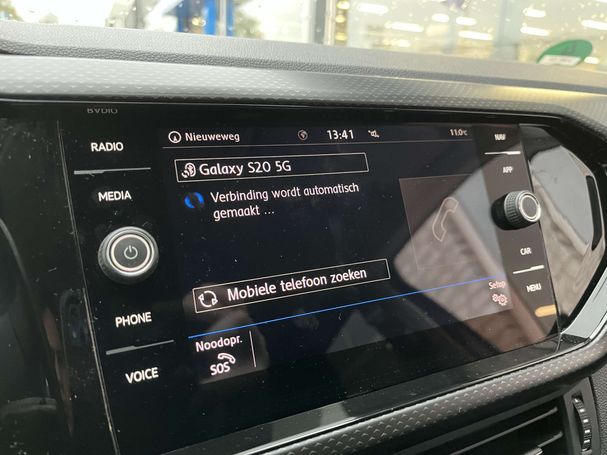 RADIO
MEDIA
PHONE
VOICE
Nieuweweg 13:41 11.0°C
Galaxy S20 5G
Verbinding wordt automatisch
gemaakt ...
Mobiele telefoon zoeken
Setup
Noodopr.
SOS
NAV
APP
CAR
MENU